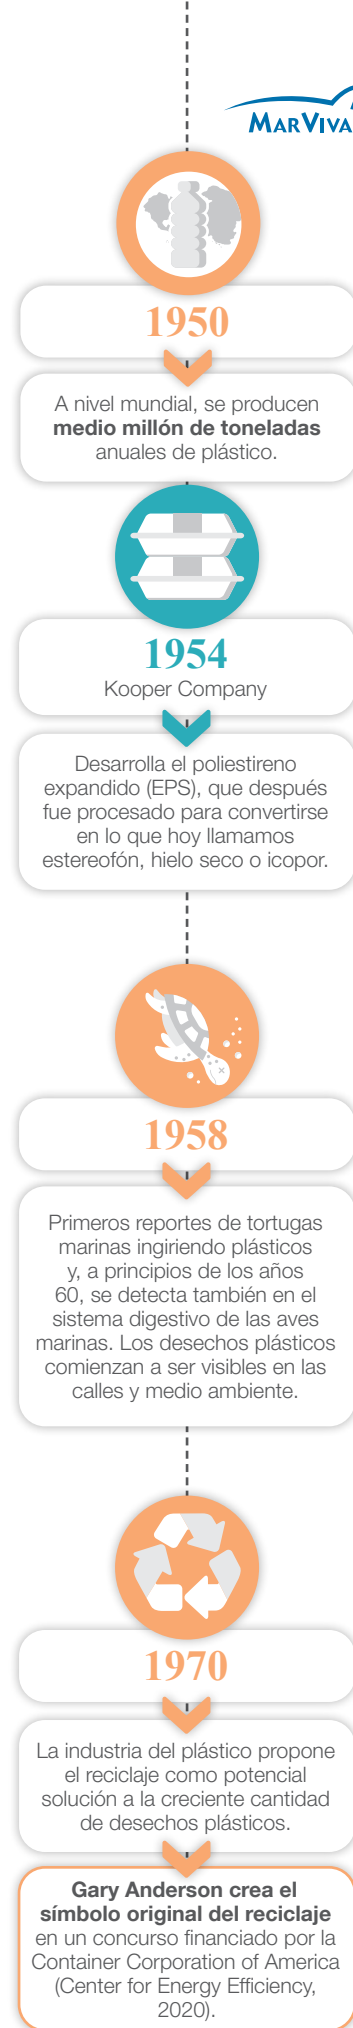 MARVIVA
1950
A nivel mundial, se producen
medio millón de toneladas
anuales de plástico.
1954
Kooper Company
Desarrolla el poliestireno
expandido (EPS), que después
fue procesado para convertirse
en lo que hoy llamamos
estereofón, hielo seco o icopor.
1958
Primeros reportes de tortugas
marinas ingiriendo plásticos
y, a principios de los años
60, se detecta también en el
sistema digestivo de las aves
marinas. Los desechos plásticos
comienzan a ser visibles en las
calles y medio ambiente.
1970
La industria del plástico propone
el reciclaje como potencial
solución a la creciente cantidad
de desechos plásticos.
Gary Anderson crea el
símbolo original del reciclaje
en un concurso financiado por la
Container Corporation of America
(Center for Energy Efficiency,
2020).